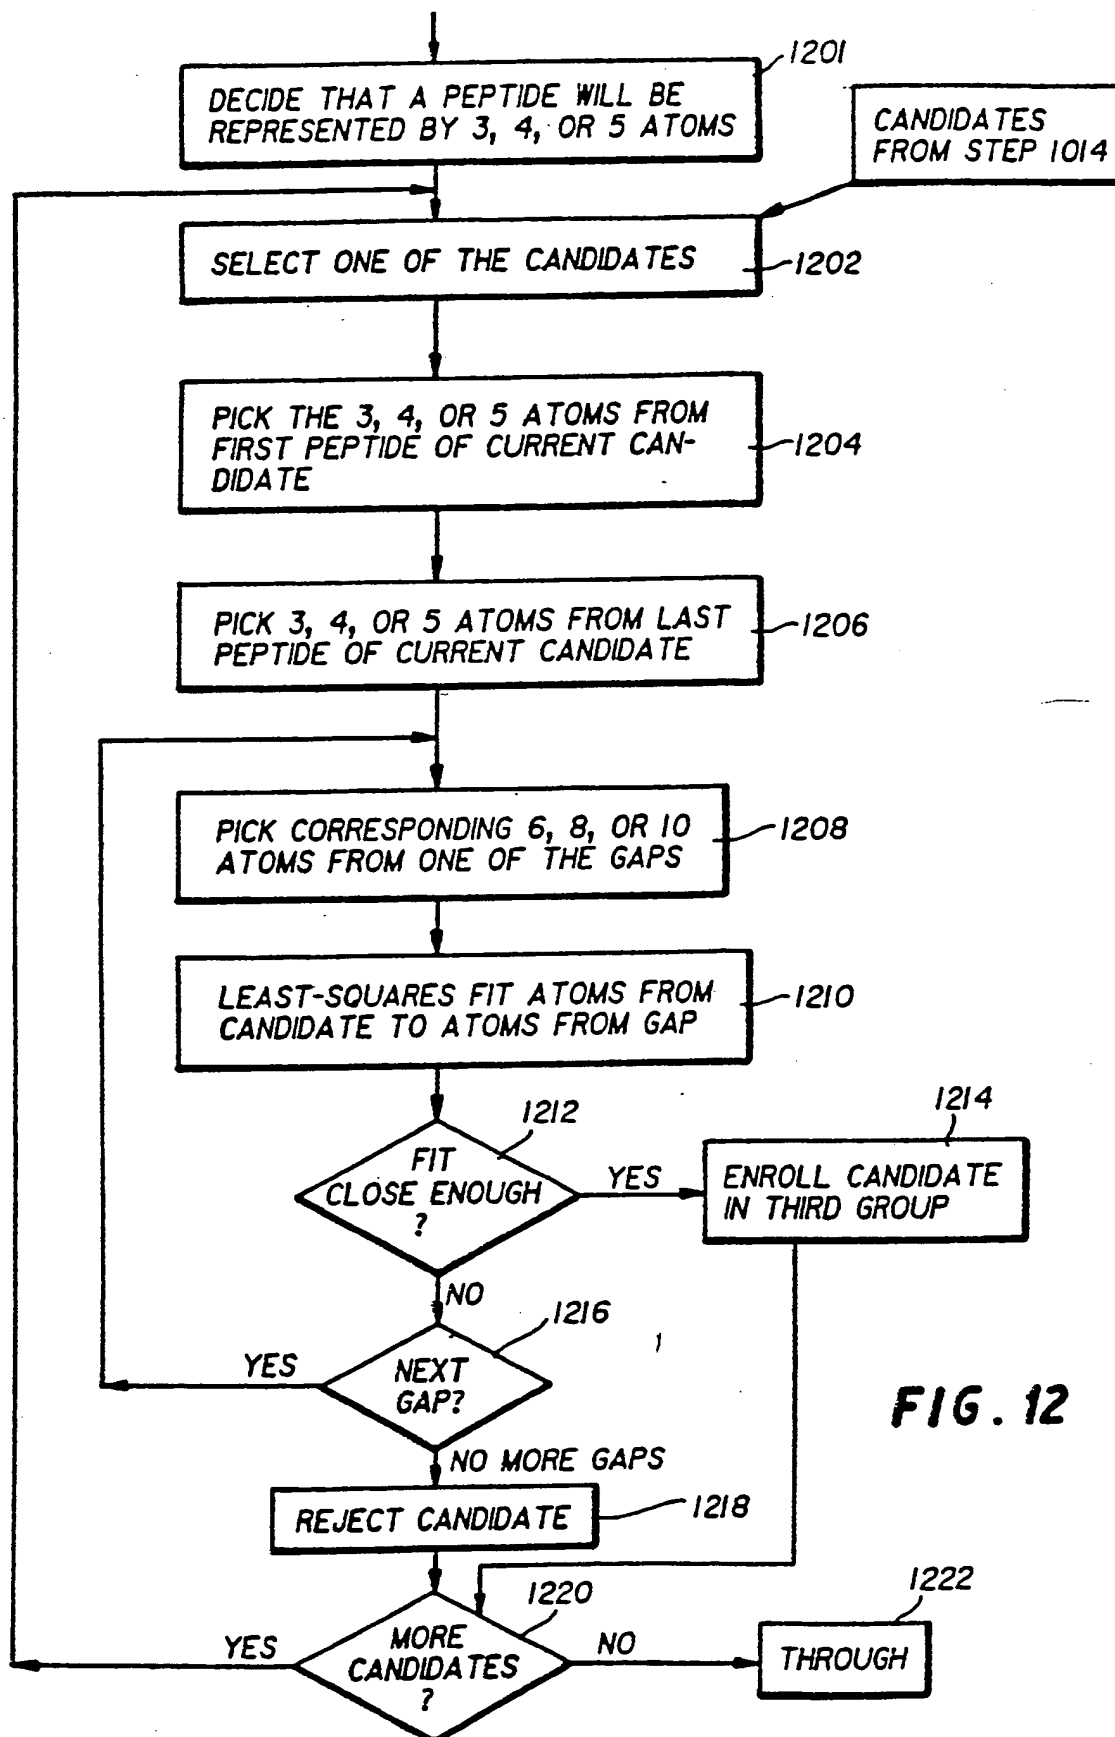 1201
DECIDE THAT A PEPTIDE WILL BE
REPRESENTED BY 3, 4, OR 5 ATOMS
CANDIDATES
FROM STEP 1014
SELECT ONE OF THE CANDIDATES
1202
PICK THE 3, 4, OR 5 ATOMS FROM
FIRST PEPTIDE OF CURRENT CAN-
DIDATE
1204
PICK 3, 4, OR 5 ATOMS FROM LAST
PEPTIDE OF CURRENT CANDIDATE
1206
PICK CORRESPONDING 6, 8, OR 10
ATOMS FROM ONE OF THE GAPS
1208
LEAST-SQUARES FIT ATOMS FROM
CANDIDATE TO ATOMS FROM GAP
1210
1212
FIT
CLOSE ENOUGH
?
YES
1214
ENROLL CANDIDATE
IN THIRD GROUP
NO
1216
NEXT
GAP?
YES
FIG. 12
NO MORE GAPS
REJECT CANDIDATE
1218
1220
MORE
CANDIDATES
?
YES
NO
1222
THROUGH